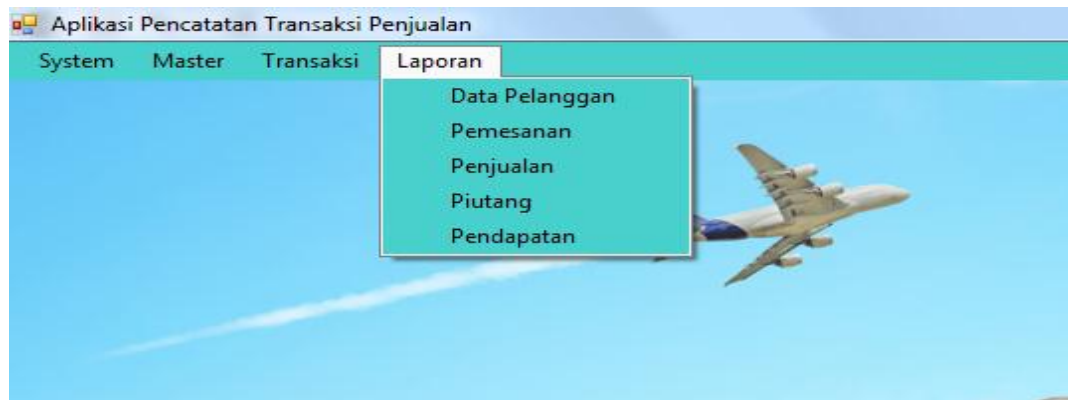 Aplikasi Pencatatan Transaksi Penjualan
System Master Transaksi Laporan
Data Pelanggan
Pemesanan
Penjualan
Piutang
Pendapatan